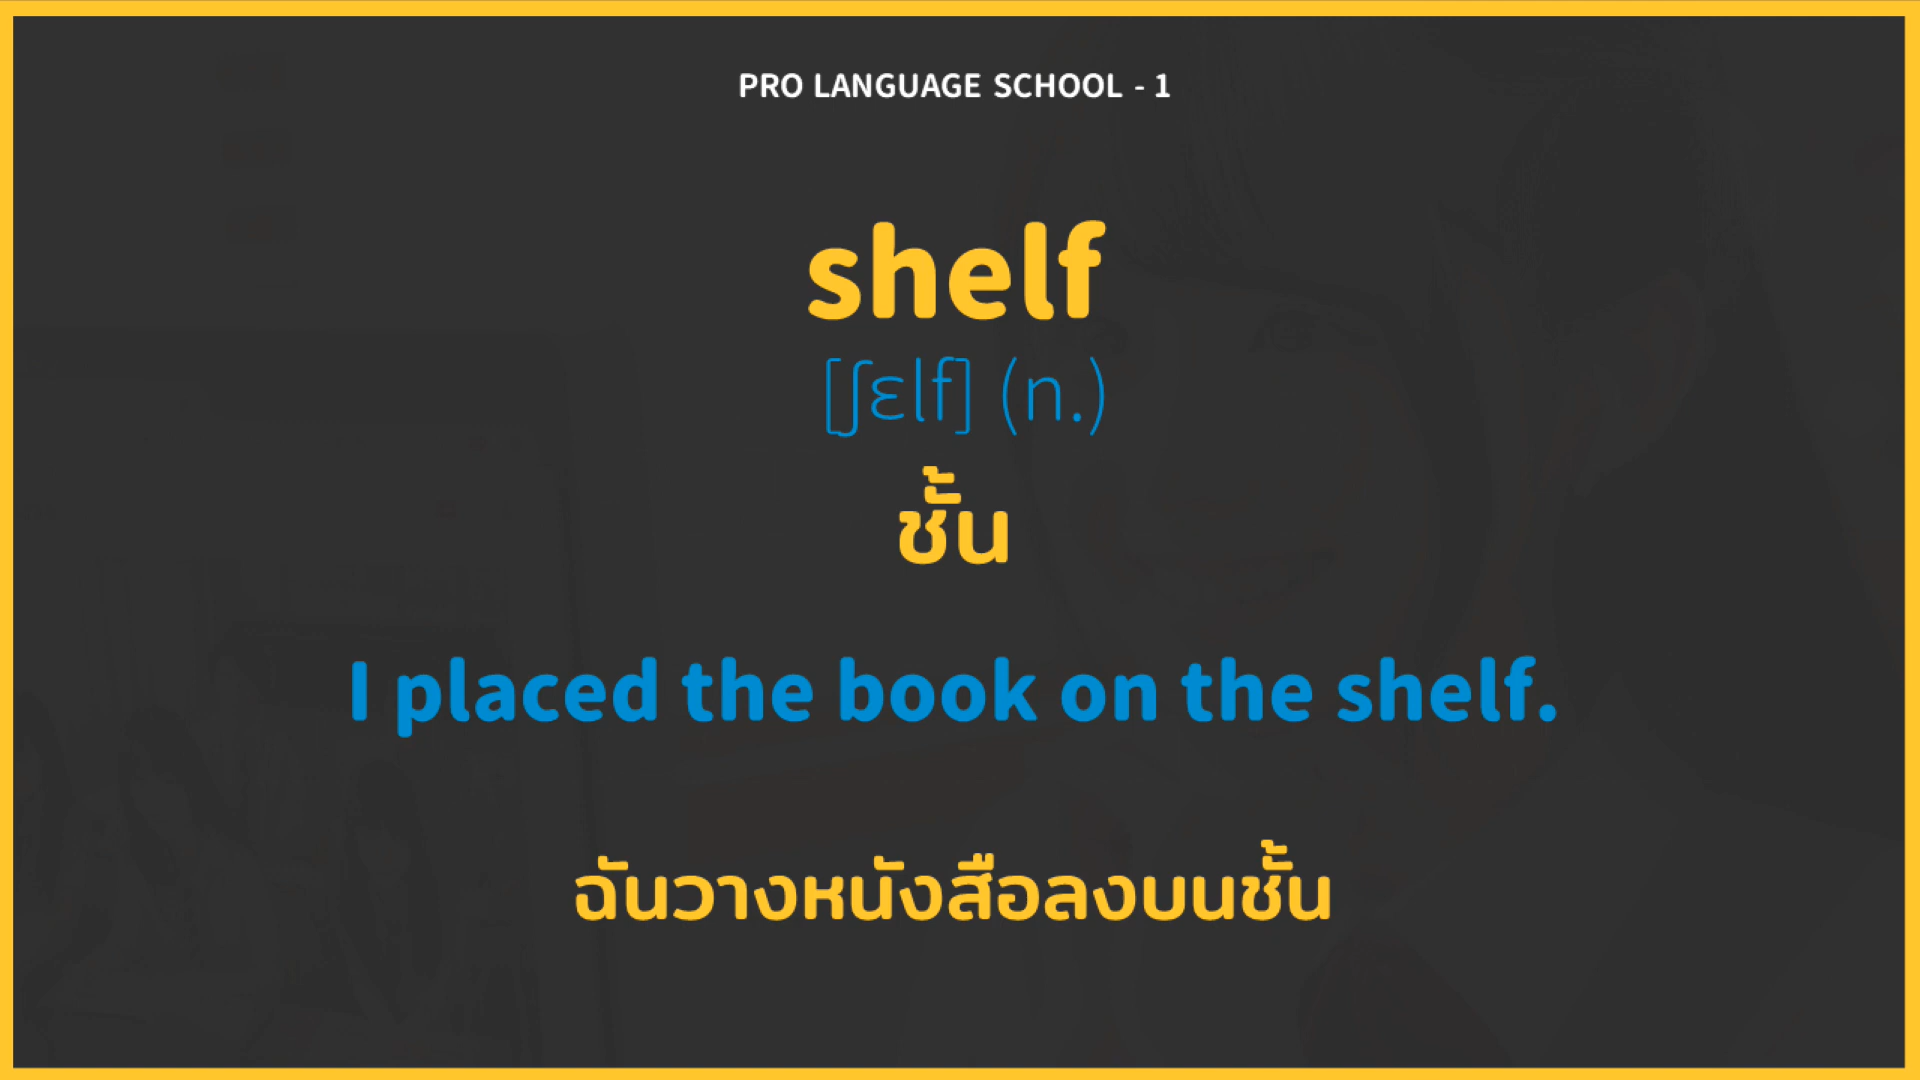 PRO LANGUAGE SCHOOL - 1
shelf
[ʃɛlf] (n.)
ชั้น
I placed the book on the shelf.
ฉันวางหนังสือลงบนชั้น